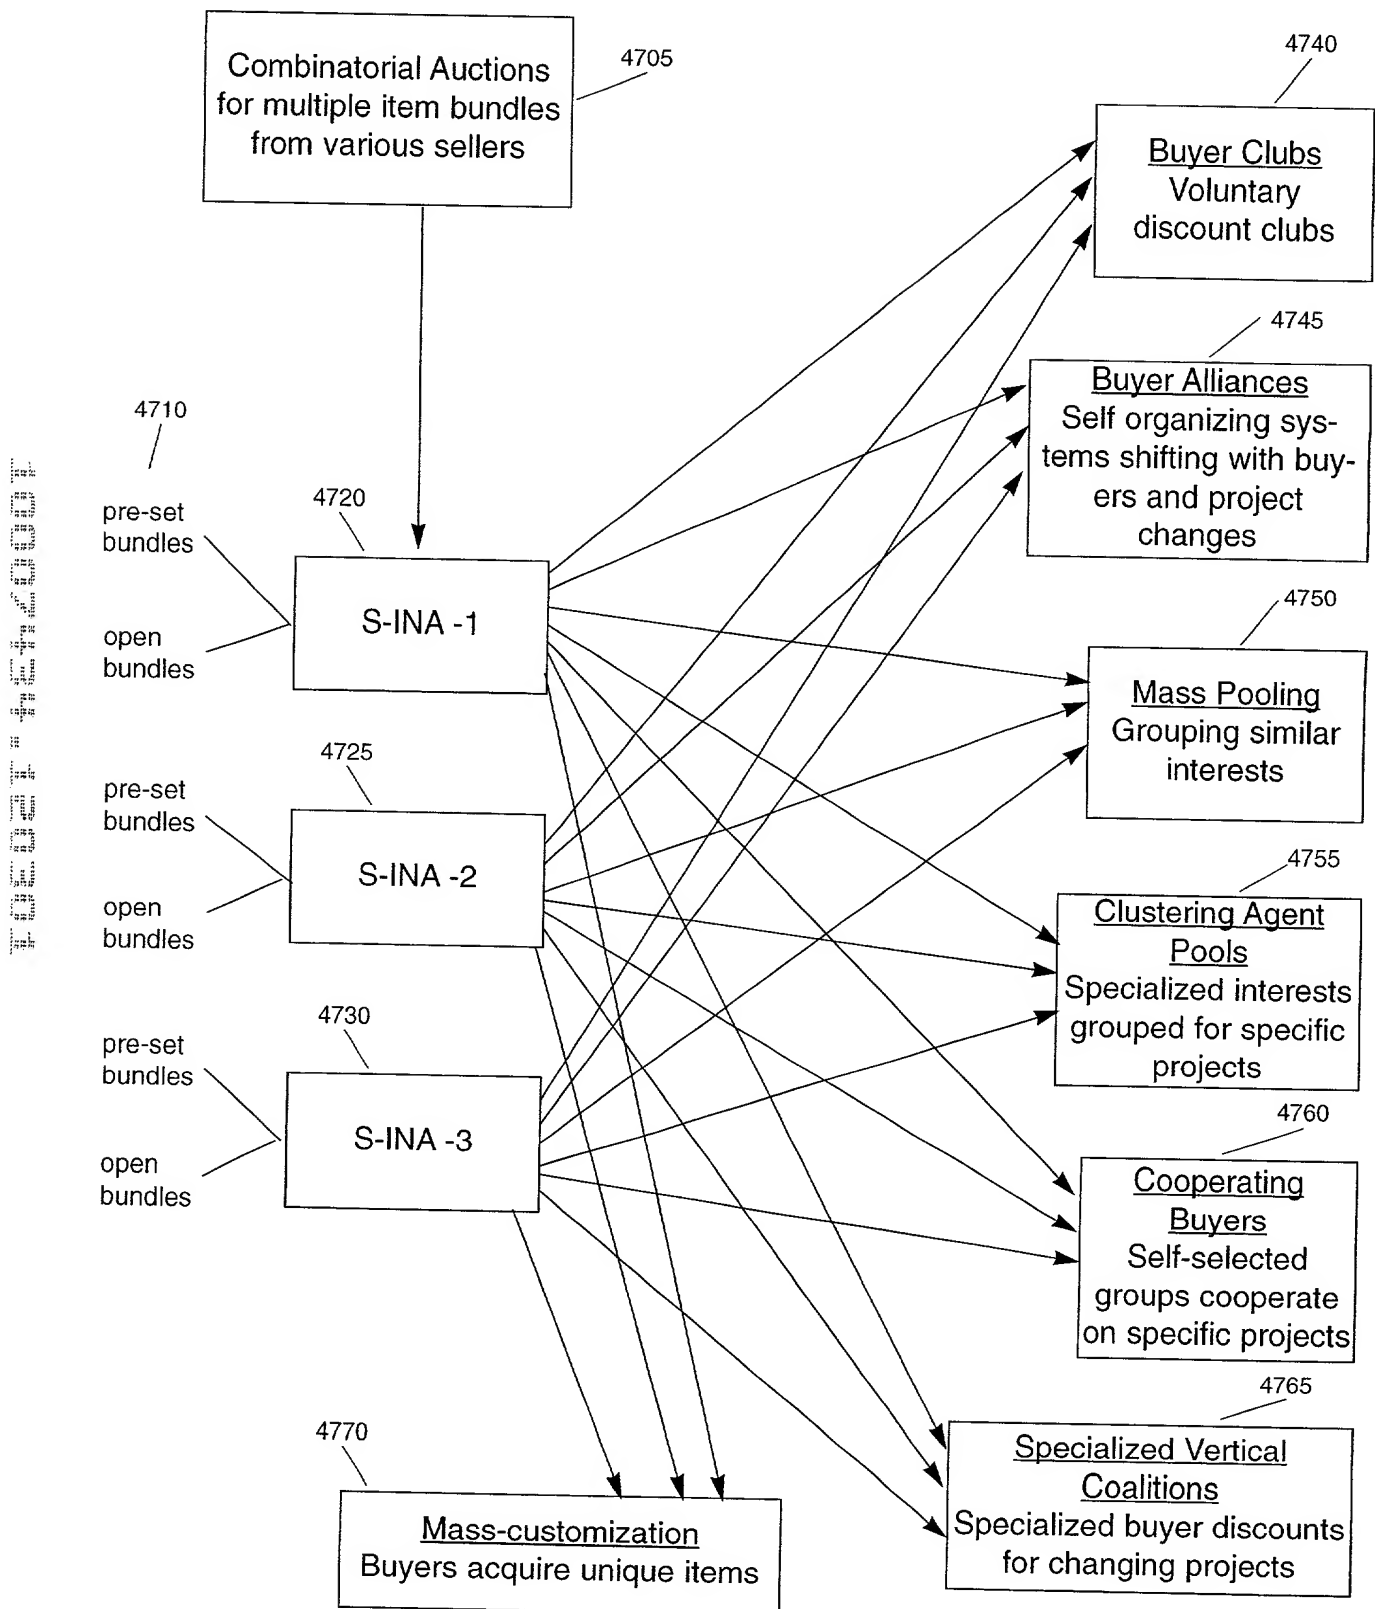 4705
Combinatorial Auctions
for multiple item bundles
from various sellers
4740
Buyer Clubs
Voluntary
discount clubs
4745
Buyer Alliances
Self organizing sys-
tems shifting with buy-
ers and project
changes
4710
pre-set
bundles
open
bundles
4720
S-INA -1
4750
Mass Pooling
Grouping similar
interests
4725
pre-set
bundles
open
bundles
S-INA -2
4755
Clustering Agent
Pools
Specialized interests
grouped for specific
projects
4730
pre-set
bundles
open
bundles
S-INA -3
4760
Cooperating
Buyers
Self-selected
groups cooperate
on specific projects
4765
Specialized Vertical
Coalitions
Specialized buyer discounts
for changing projects
4770
Mass-customization
Buyers acquire unique items